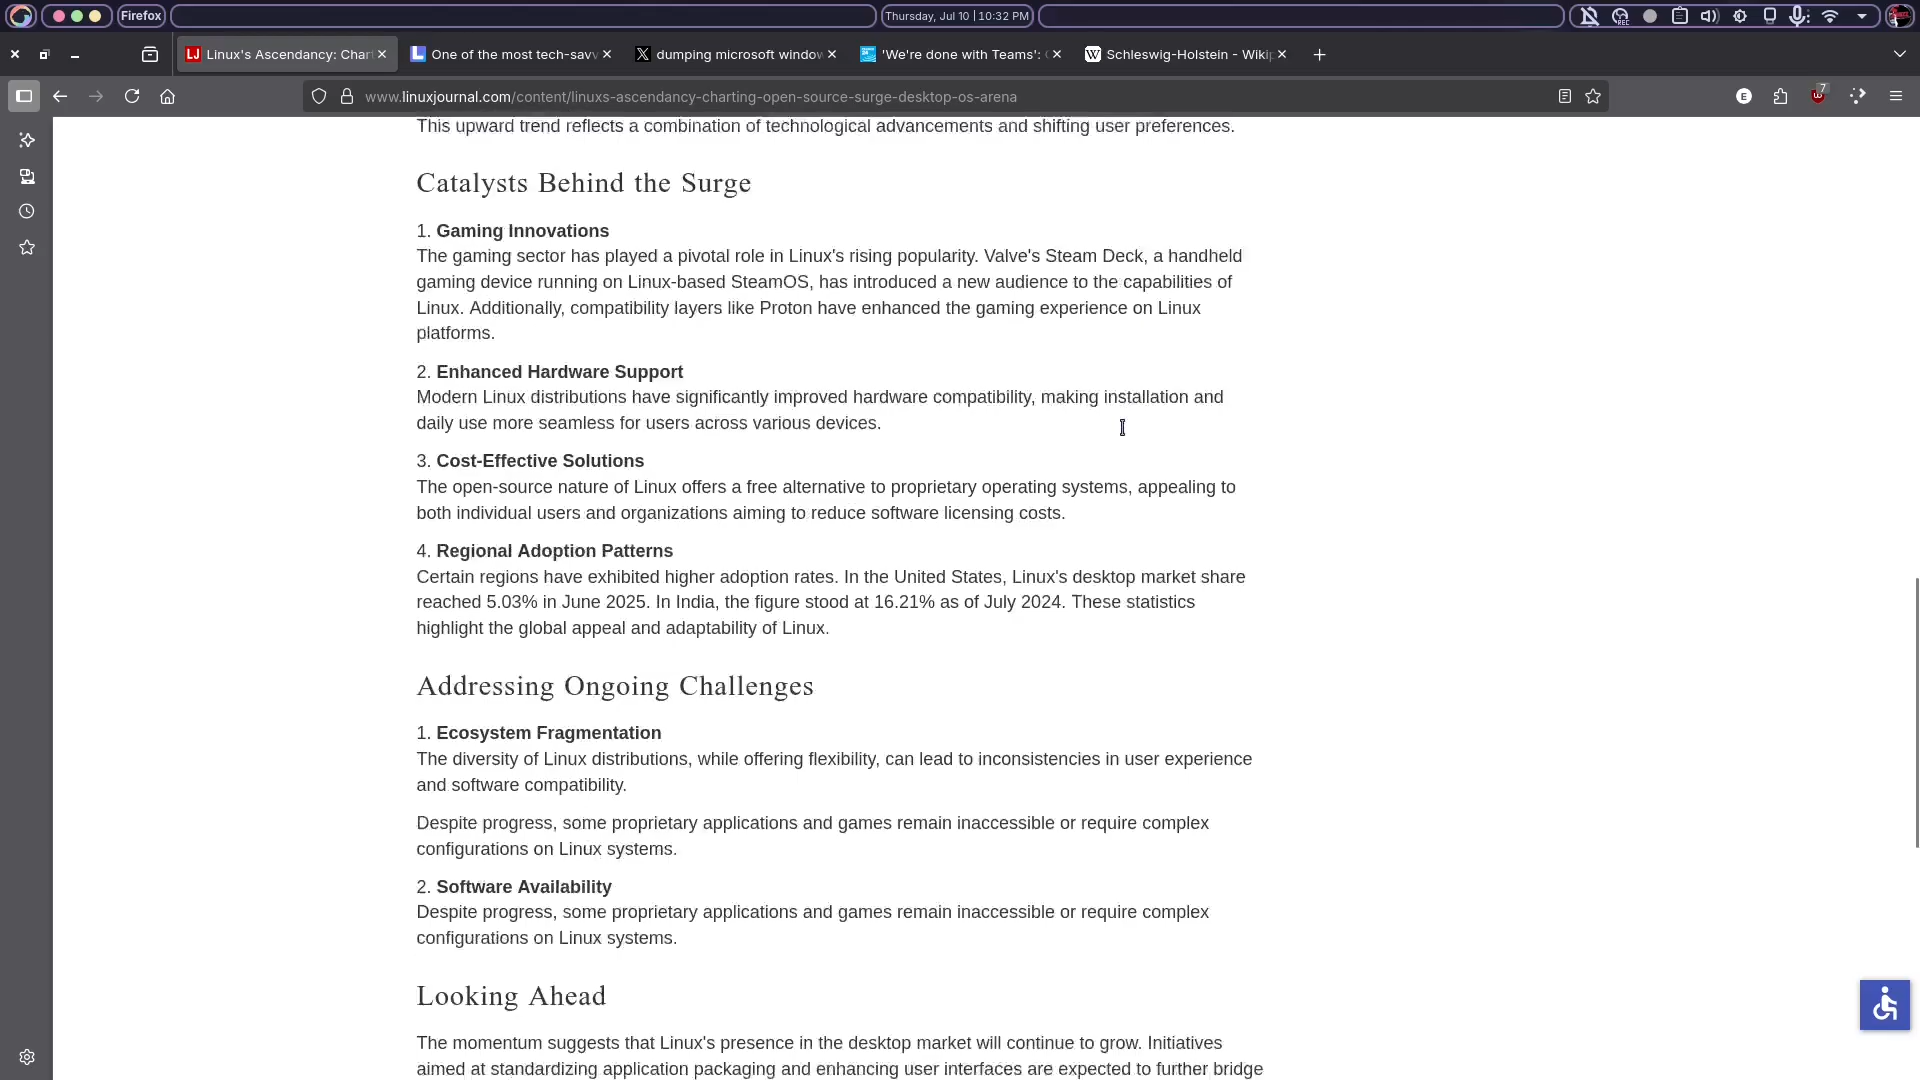 Firefox
Thursday, Jul 10 | 10:32 PM
REC
Linux's Ascendancy: Chart
One of the most tech-savv
dumping microsoft window
'We're done with Teams':
Schleswig-Holstein - Wikip
www.linuxjournal.com/content/linuxs-ascendancy-charting-open-source-surge-desktop-os-arena
E
7
This upward trend reflects a combination of technological advancements and shifting user preferences.
Catalysts Behind the Surge
1. Gaming Innovations
The gaming sector has played a pivotal role in Linux's rising popularity. Valve's Steam Deck, a handheld
gaming device running on Linux-based SteamOS, has introduced a new audience to the capabilities of
Linux. Additionally, compatibility layers like Proton have enhanced the gaming experience on Linux
platforms.
2. Enhanced Hardware Support
Modern Linux distributions have significantly improved hardware compatibility, making installation and
daily use more seamless for users across various devices.
3. Cost-Effective Solutions
The open-source nature of Linux offers a free alternative to proprietary operating systems, appealing to
both individual users and organizations aiming to reduce software licensing costs.
4. Regional Adoption Patterns
Certain regions have exhibited higher adoption rates. In the United States, Linux's desktop market share
reached 5.03% in June 2025. In India, the figure stood at 16.21% as of July 2024. These statistics
highlight the global appeal and adaptability of Linux.
Addressing Ongoing Challenges
1. Ecosystem Fragmentation
The diversity of Linux distributions, while offering flexibility, can lead to inconsistencies in user experience
and software compatibility.
Despite progress, some proprietary applications and games remain inaccessible or require complex
configurations on Linux systems.
2. Software Availability
Despite progress, some proprietary applications and games remain inaccessible or require complex
configurations on Linux systems.
Looking Ahead
The momentum suggests that Linux's presence in the desktop market will continue to grow. Initiatives
aimed at standardizing application packaging and enhancing user interfaces are expected to further bridge